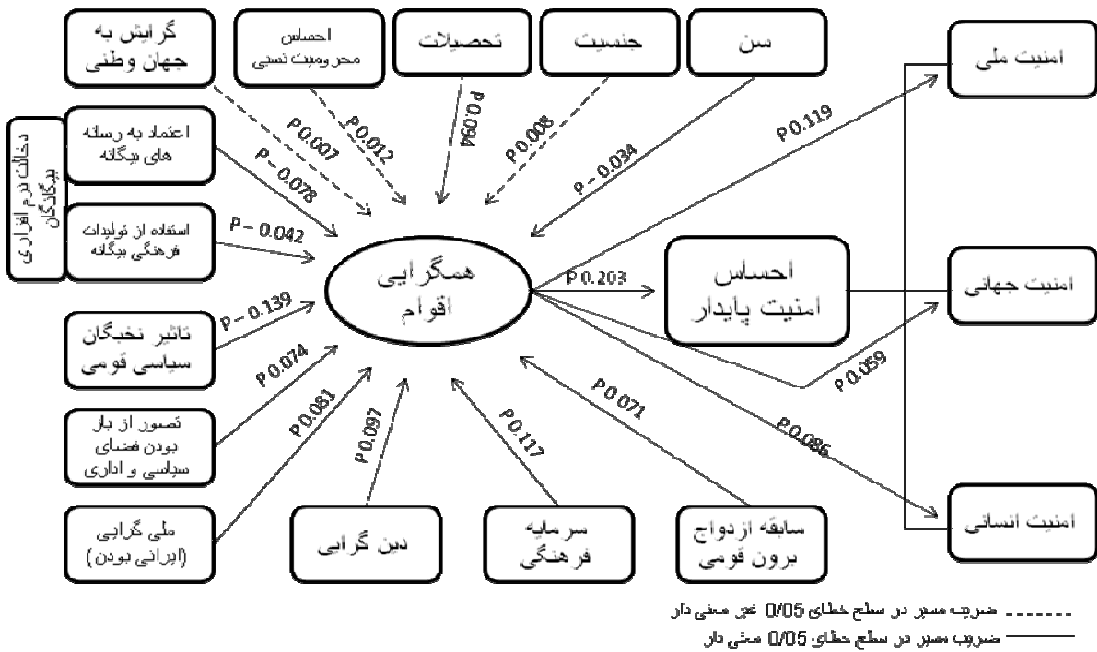 گرایش به
جهان وطنی
احساس
محرومیت نسبی
تحصیلات
جنسیت
سن
امنیت ملی
اعتماد به رسانه
های بیگانه
دخالت نرم افزاری
بیگانگان
استفاده از تولیدات
فرهنگی بیگانه
تاثیر نخبگان
سیاسی قومی
تصور از باز
بودن فضای
سیاسی و اداری
ملی گرایی
(ایرانی بودن)
دین گرایی
سرمایه
فرهنگی
سابقه ازدواج
برون قومی
همگرایی
اقوام
احساس
امنیت پایدار
امنیت جهانی
امنیت انسانی
P 0.007
P 0.012
P 0.094
P 0.008
P - 0.034
P 0.119
P - 0.078
P - 0.042
P - 0.139
P 0.074
P 0.081
P 0.097
P 0.117
P 0.071
P 0.203
P 0.059
P 0.086
ضریب مسیر در سطح خطای 0/05 غیر معنی دار
ضریب مسیر در سطح خطای 0/05 معنی دار